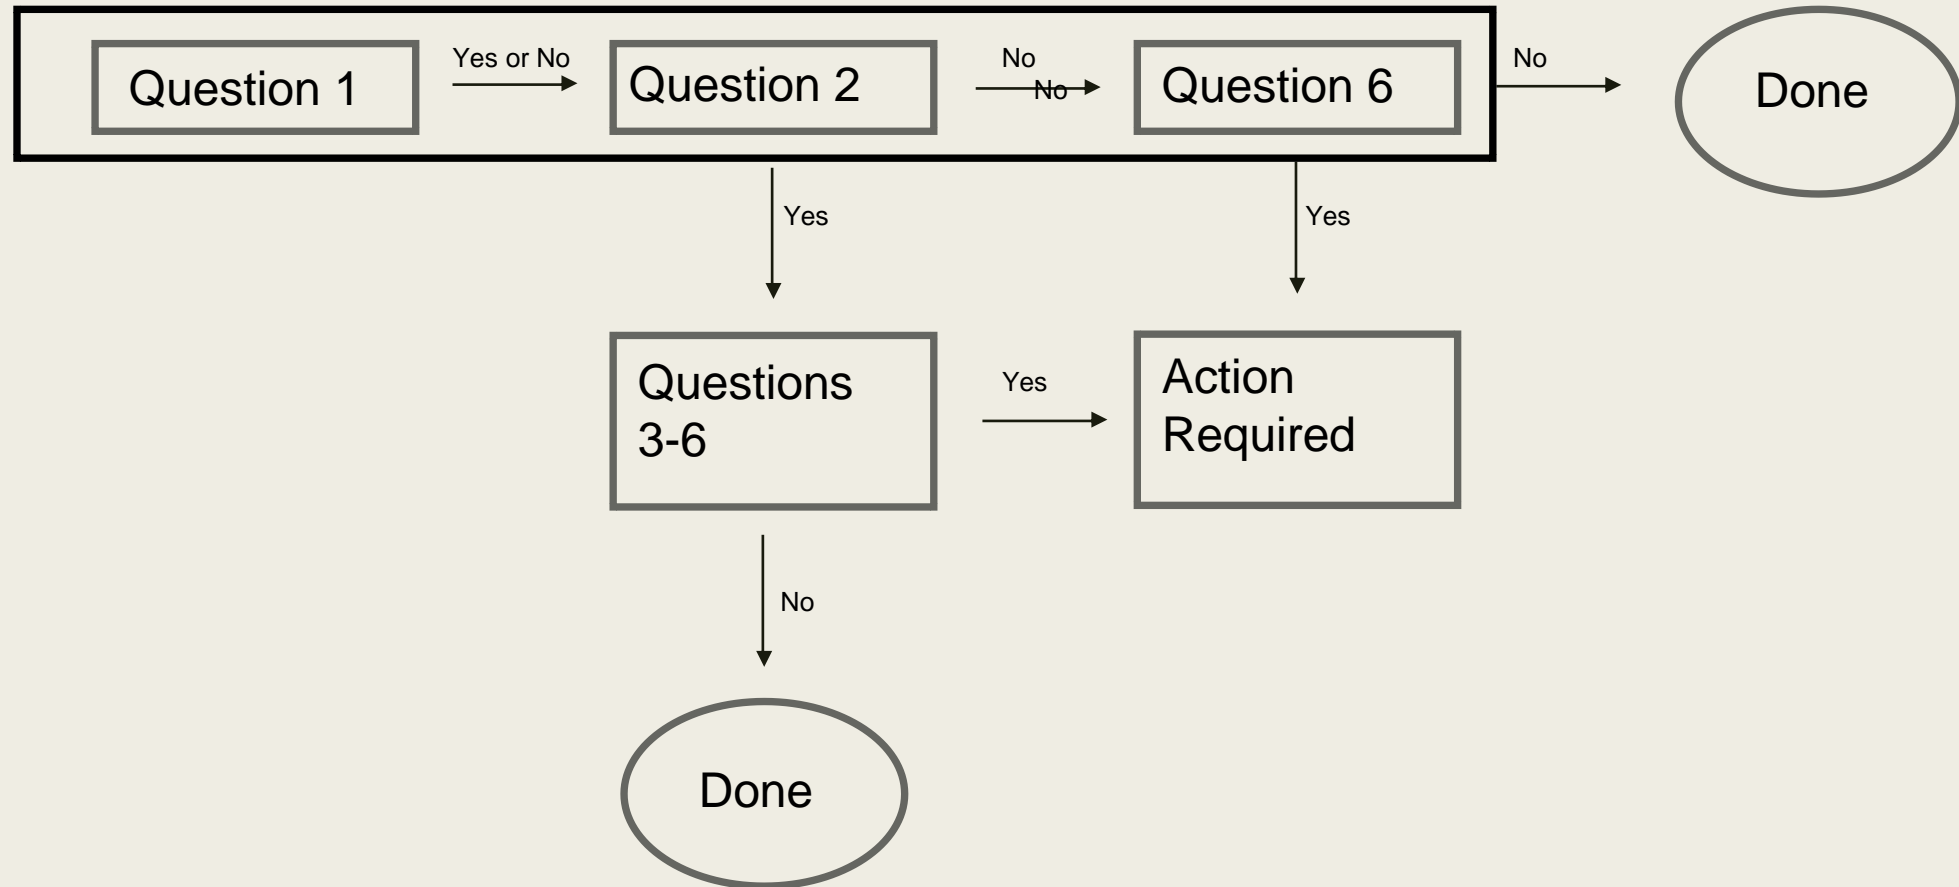 Question 1
Yes or No
Question 2
No
No
Question 6
No
Done
Yes
Yes
Questions
3-6
Yes
Action
Required
No
Done